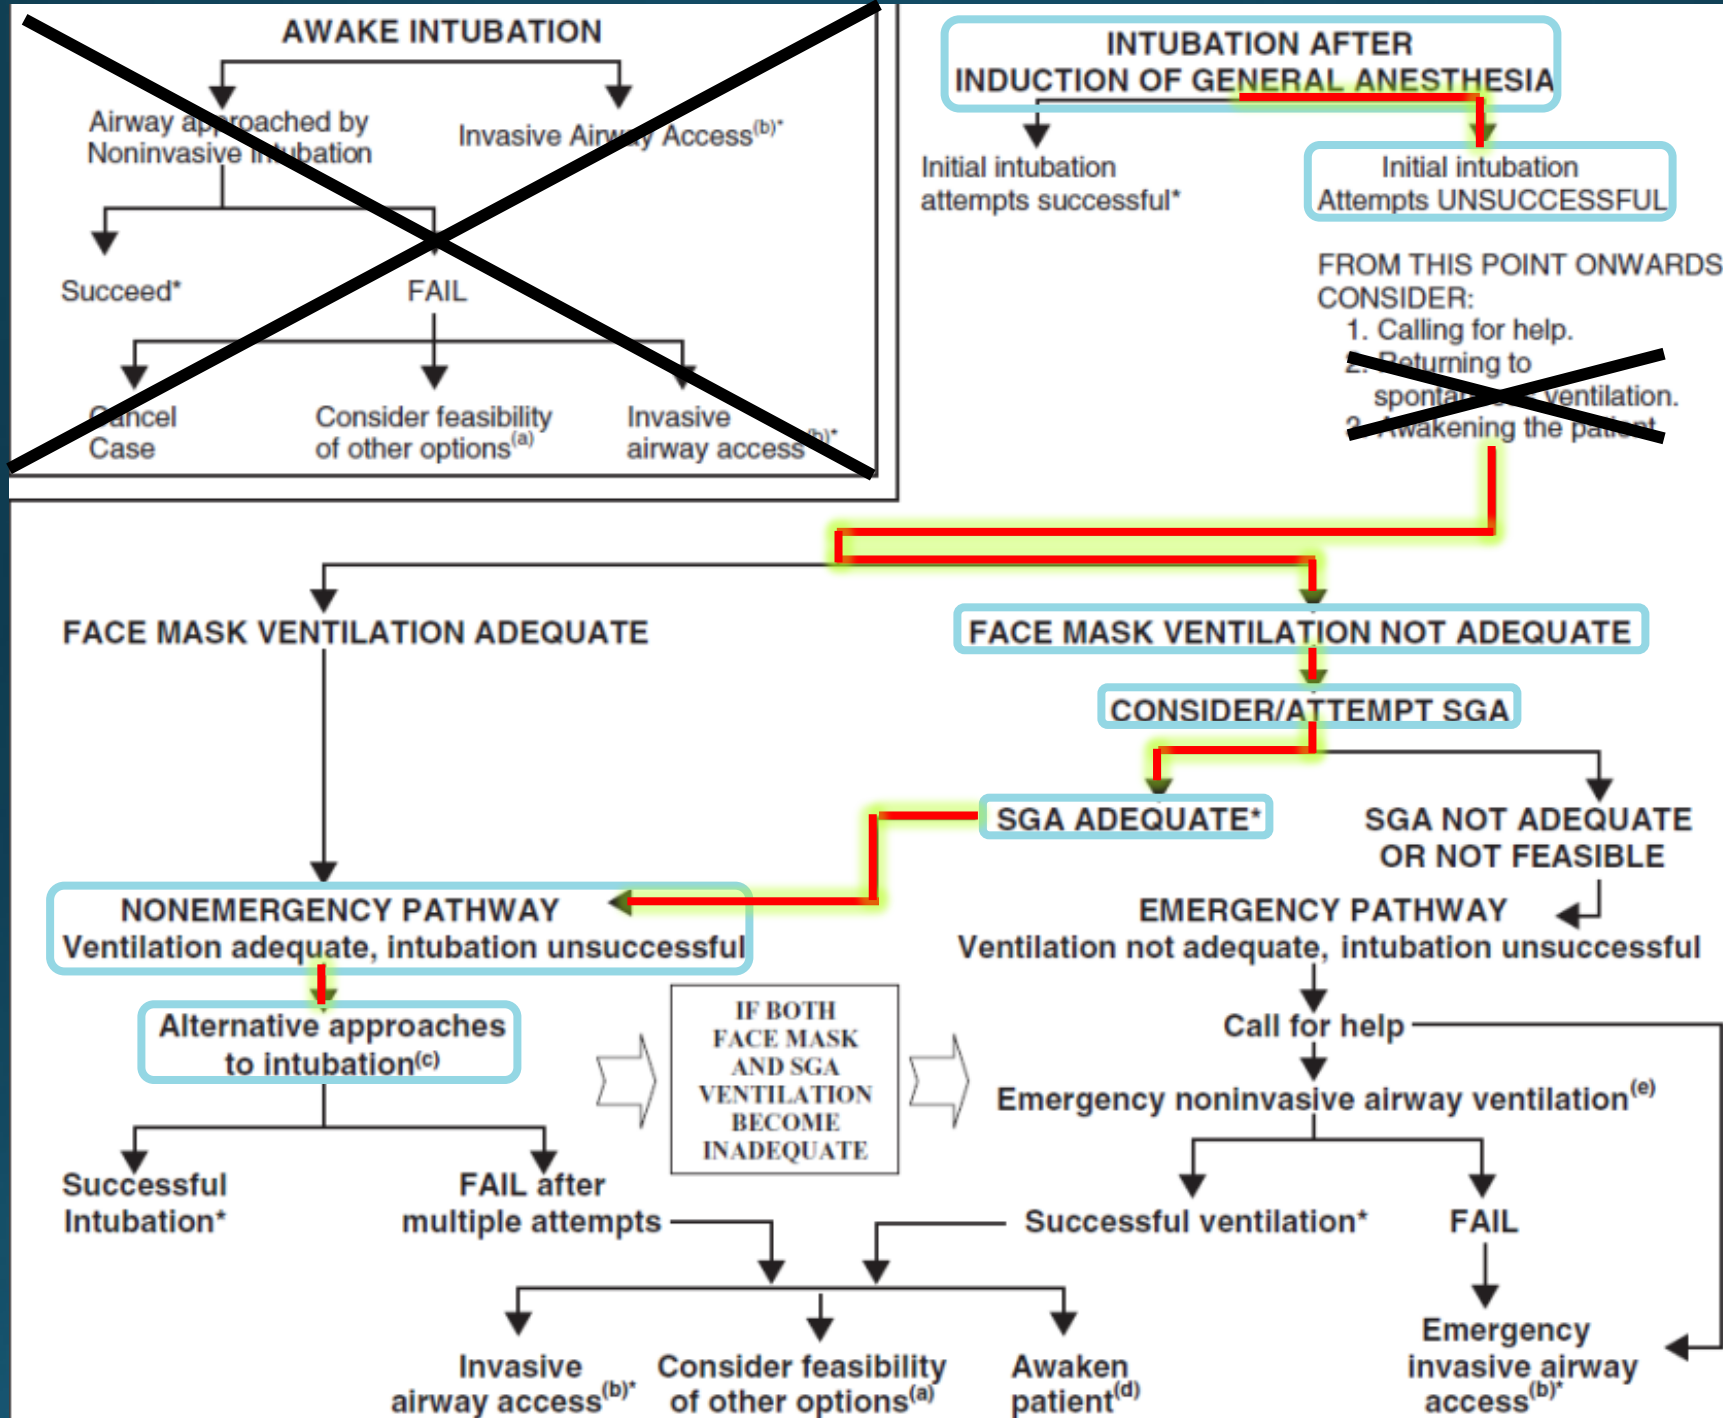 AWAKE INTUBATION
Airway approached by
Noninvasive Intubation
Invasive Airway Access(b)*
Succeed*
FAIL
Cancel
Case
Consider feasibility
of other options(a)
Invasive
airway access(b)*
INTUBATION AFTER
INDUCTION OF GENERAL ANESTHESIA
Initial intubation
attempts successful*
Initial intubation
Attempts UNSUCCESSFUL
FROM THIS POINT ONWARDS
CONSIDER:
1. Calling for help.
2. Returning to
spontaneous ventilation.
3. Awakening the patient.
FACE MASK VENTILATION ADEQUATE
FACE MASK VENTILATION NOT ADEQUATE
CONSIDER/ATTEMPT SGA
SGA ADEQUATE*
SGA NOT ADEQUATE
OR NOT FEASIBLE
NONEMERGENCY PATHWAY
Ventilation adequate, intubation unsuccessful
EMERGENCY PATHWAY
Ventilation not adequate, intubation unsuccessful
Alternative approaches
to intubation(c)
IF BOTH
FACE MASK
AND SGA
VENTILATION
BECOME
INADEQUATE
Call for help
Emergency noninvasive airway ventilation(e)
Successful
Intubation*
FAIL after
multiple attempts
Successful ventilation*
FAIL
Invasive
airway access(b)*
Consider feasibility
of other options(a)
Awaken
patient(d)
Emergency
invasive airway
access(b)*